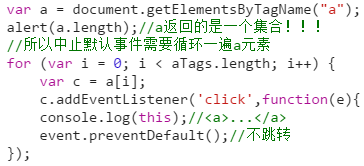 var a = document.getElementsByTagName("a");
alert(a.length);//a返回的是一个集合！！！
//所以中止默认事件需要循环一遍a元素
for (var i = 0; i < aTags.length; i++) {
    var c = a[i];
    c.addEventListener('click',function(e){
    console.log(this);//<a>...</a>
    event.preventDefault();//不跳转
});